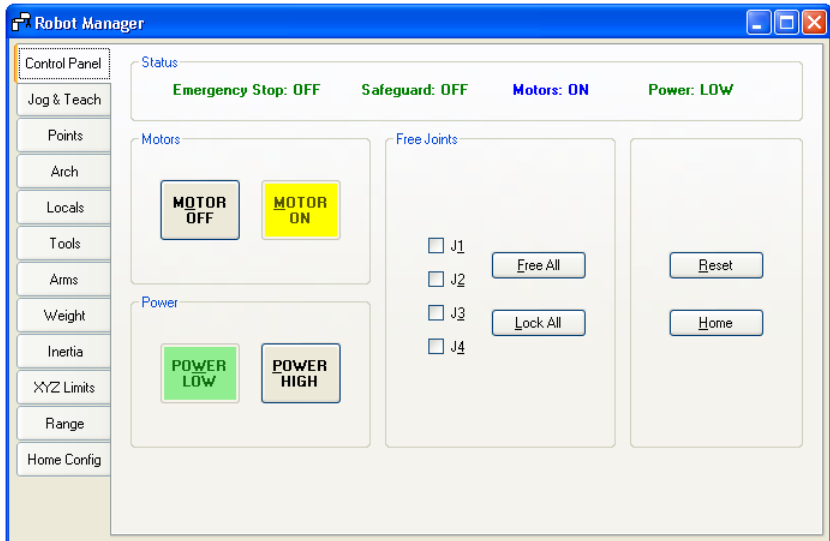 Robot Manager
Control Panel
Jog & Teach
Points
Arch
Locals
Tools
Arms
Weight
Inertia
XYZ Limits
Range
Home Config
Status
Emergency Stop: OFF Safeguard: OFF Motors: ON Power: LOW
Motors
MOTOR
OFF
MOTOR
ON
Power
POWER
LOW
POWER
HIGH
Free Joints
J1
J2
J3
J4
Free All
Lock All
Reset
Home